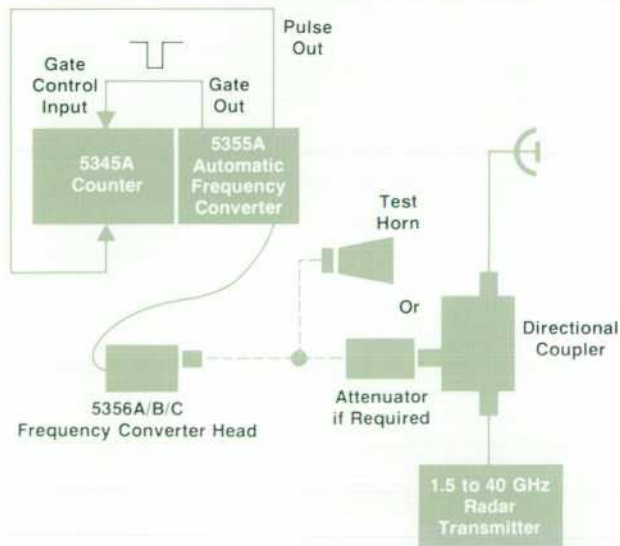 Pulse
Out
Gate
Control
Input
Gate
Out
5345A
Counter
5355A
Automatic
Frequency
Converter
Test
Horn
Or
Directional
Coupler
Attenuator
if Required
5356A/B/C
Frequency Converter Head
1.5 to 40 GHz
Radar
Transmitter